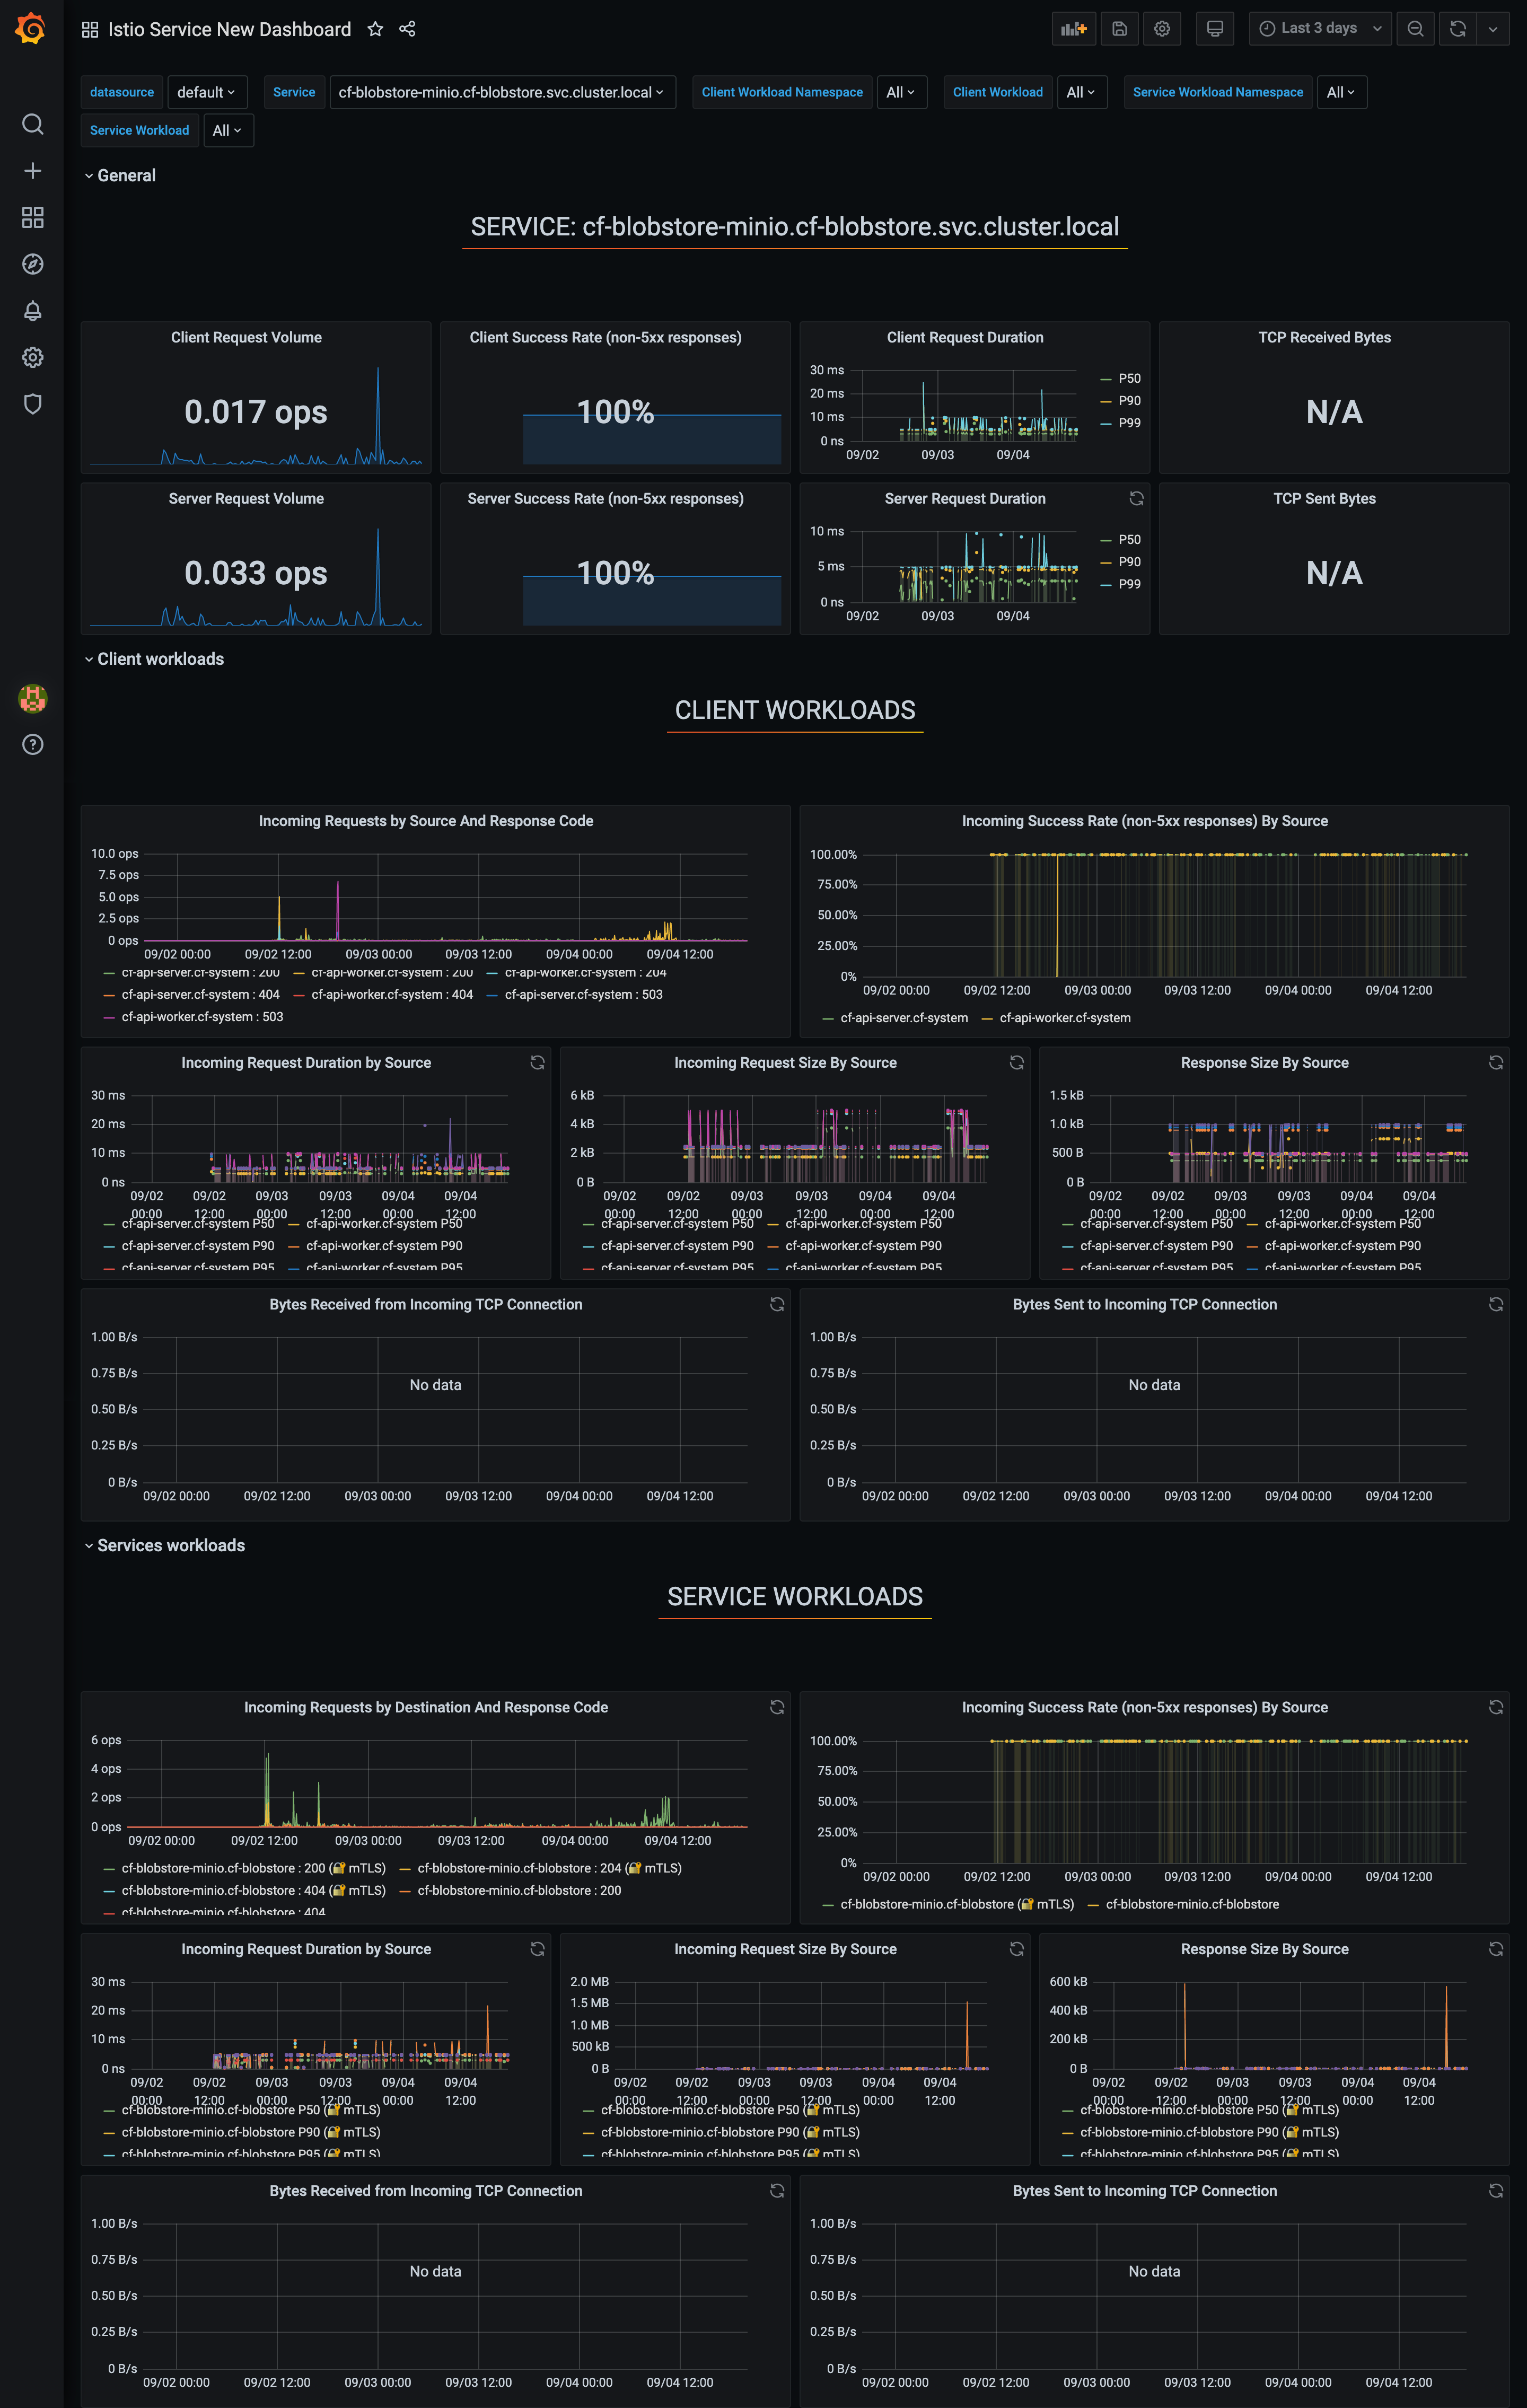 Istio Service New Dashboard
Last 3 days
datasource default Service cf-blobstore-minio.cf-blobstore.svc.cluster.local Client Workload Namespace All Client Workload All Service Workload Namespace All
Service Workload All
General
SERVICE: cf-blobstore-minio.cf-blobstore.svc.cluster.local
Client Request Volume
0.017 ops
Client Success Rate (non-5xx responses)
100%
Client Request Duration
30 ms
20 ms
10 ms
0 ns
09/02 09/03 09/04
P50
P90
P99
TCP Received Bytes
N/A
Server Request Volume
0.033 ops
Server Success Rate (non-5xx responses)
100%
Server Request Duration
10 ms
5 ms
0 ns
09/02 09/03 09/04
P50
P90
P99
TCP Sent Bytes
N/A
Client workloads
CLIENT WORKLOADS
Incoming Requests by Source And Response Code
10.0 ops
7.5 ops
5.0 ops
2.5 ops
0 ops
09/02 00:00 09/02 12:00 09/03 00:00 09/03 12:00 09/04 00:00 09/04 12:00
cf-api-server.cf-system : 200 cf-api-worker.cf-system : 200 cf-api-worker.cf-system : 204
cf-api-server.cf-system : 404 cf-api-worker.cf-system : 404 cf-api-server.cf-system : 503
cf-api-worker.cf-system : 503
Incoming Success Rate (non-5xx responses) By Source
100.00%
75.00%
50.00%
25.00%
0%
09/02 00:00 09/02 12:00 09/03 00:00 09/03 12:00 09/04 00:00 09/04 12:00
cf-api-server.cf-system cf-api-worker.cf-system
Incoming Request Duration by Source
30 ms
20 ms
10 ms
0 ns
09/02 09/02 09/03 09/03 09/04 09/04
00:00 12:00 00:00 12:00 00:00 12:00
cf-api-server.cf-system P50 cf-api-worker.cf-system P50
cf-api-server.cf-system P90 cf-api-worker.cf-system P90
cf-api-server.cf-system P95 cf-api-worker.cf-system P95
Incoming Request Size By Source
6 kB
4 kB
2 kB
0 B
09/02 09/02 09/03 09/03 09/04 09/04
00:00 12:00 00:00 12:00 00:00 12:00
cf-api-server.cf-system P50 cf-api-worker.cf-system P50
cf-api-server.cf-system P90 cf-api-worker.cf-system P90
cf-api-server.cf-system P95 cf-api-worker.cf-system P95
Response Size By Source
1.5 kB
1.0 kB
500 B
0 B
09/02 09/02 09/03 09/03 09/04 09/04
00:00 12:00 00:00 12:00 00:00 12:00
cf-api-server.cf-system P50 cf-api-worker.cf-system P50
cf-api-server.cf-system P90 cf-api-worker.cf-system P90
cf-api-server.cf-system P95 cf-api-worker.cf-system P95
Bytes Received from Incoming TCP Connection
1.00 B/s
0.75 B/s
No data
0.50 B/s
0.25 B/s
0 B/s
09/02 00:00 09/02 12:00 09/03 00:00 09/03 12:00 09/04 00:00 09/04 12:00
Bytes Sent to Incoming TCP Connection
1.00 B/s
0.75 B/s
No data
0.50 B/s
0.25 B/s
0 B/s
09/02 00:00 09/02 12:00 09/03 00:00 09/03 12:00 09/04 00:00 09/04 12:00
Services workloads
SERVICE WORKLOADS
Incoming Requests by Destination And Response Code
6 ops
4 ops
2 ops
0 ops
09/02 00:00 09/02 12:00 09/03 00:00 09/03 12:00 09/04 00:00 09/04 12:00
cf-blobstore-minio.cf-blobstore : 200 (🔐 mTLS) cf-blobstore-minio.cf-blobstore : 204 (🔐 mTLS)
cf-blobstore-minio.cf-blobstore : 404 (🔐 mTLS) cf-blobstore-minio.cf-blobstore : 200
cf-blobstore-minio.cf-blobstore : 404
Incoming Success Rate (non-5xx responses) By Source
100.00%
75.00%
50.00%
25.00%
0%
09/02 00:00 09/02 12:00 09/03 00:00 09/03 12:00 09/04 00:00 09/04 12:00
cf-blobstore-minio.cf-blobstore (🔐 mTLS) cf-blobstore-minio.cf-blobstore
Incoming Request Duration by Source
30 ms
20 ms
10 ms
0 ns
09/02 09/02 09/03 09/03 09/04 09/04
00:00 12:00 00:00 12:00 00:00 12:00
cf-blobstore-minio.cf-blobstore P50 (🔐 mTLS)
cf-blobstore-minio.cf-blobstore P90 (🔐 mTLS)
cf-blobstore-minio.cf-blobstore P95 (🔐 mTLS)
Incoming Request Size By Source
2.0 MB
1.5 MB
1.0 MB
500 kB
0 B
09/02 09/02 09/03 09/03 09/04 09/04
00:00 12:00 00:00 12:00 00:00 12:00
cf-blobstore-minio.cf-blobstore P50 (🔐 mTLS)
cf-blobstore-minio.cf-blobstore P90 (🔐 mTLS)
cf-blobstore-minio.cf-blobstore P95 (🔐 mTLS)
Response Size By Source
600 kB
400 kB
200 kB
0 B
09/02 09/02 09/03 09/03 09/04 09/04
00:00 12:00 00:00 12:00 00:00 12:00
cf-blobstore-minio.cf-blobstore P50 (🔐 mTLS)
cf-blobstore-minio.cf-blobstore P90 (🔐 mTLS)
cf-blobstore-minio.cf-blobstore P95 (🔐 mTLS)
Bytes Received from Incoming TCP Connection
1.00 B/s
0.75 B/s
No data
0.50 B/s
0.25 B/s
0 B/s
09/02 00:00 09/02 12:00 09/03 00:00 09/03 12:00 09/04 00:00 09/04 12:00
Bytes Sent to Incoming TCP Connection
1.00 B/s
0.75 B/s
No data
0.50 B/s
0.25 B/s
0 B/s
09/02 00:00 09/02 12:00 09/03 00:00 09/03 12:00 09/04 00:00 09/04 12:00